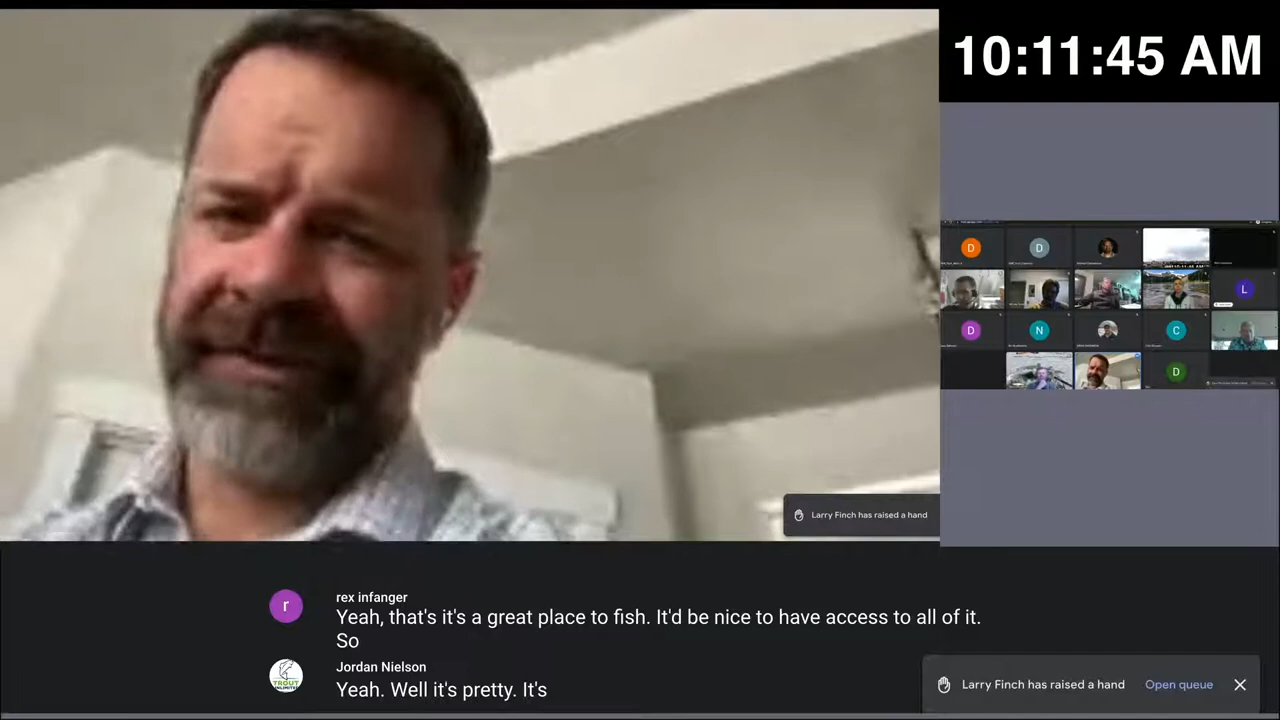 10:11:45 AM
D
D
L
D
N
C
D
Larry Finch has raised a hand
r
rex infanger
Yeah, that's it's a great place to fish. It'd be nice to have access to all of it.
So
TROUT
UNLIMITED
Jordan Nielson
Yeah. Well it's pretty. It's
Larry Finch has raised a hand Open queue